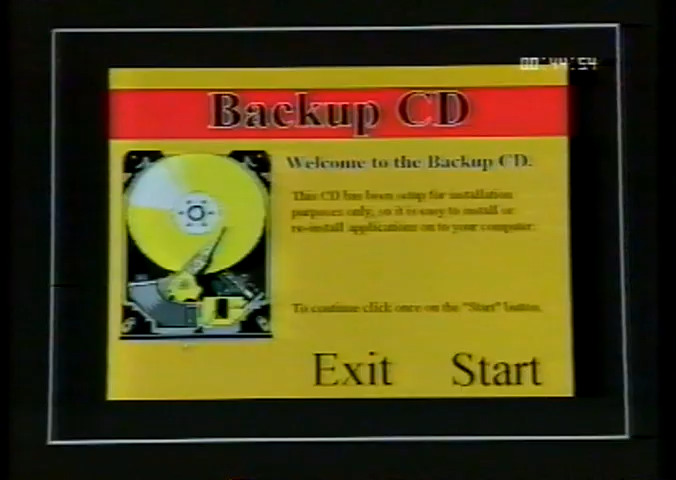 00:44:54
Backup CD
Welcome to the Backup CD.
This CD has been setup for installation
purposes only, so it is easy to install or
re-install applications on to your computer.
To continue click once on the "Start" button.
Exit Start